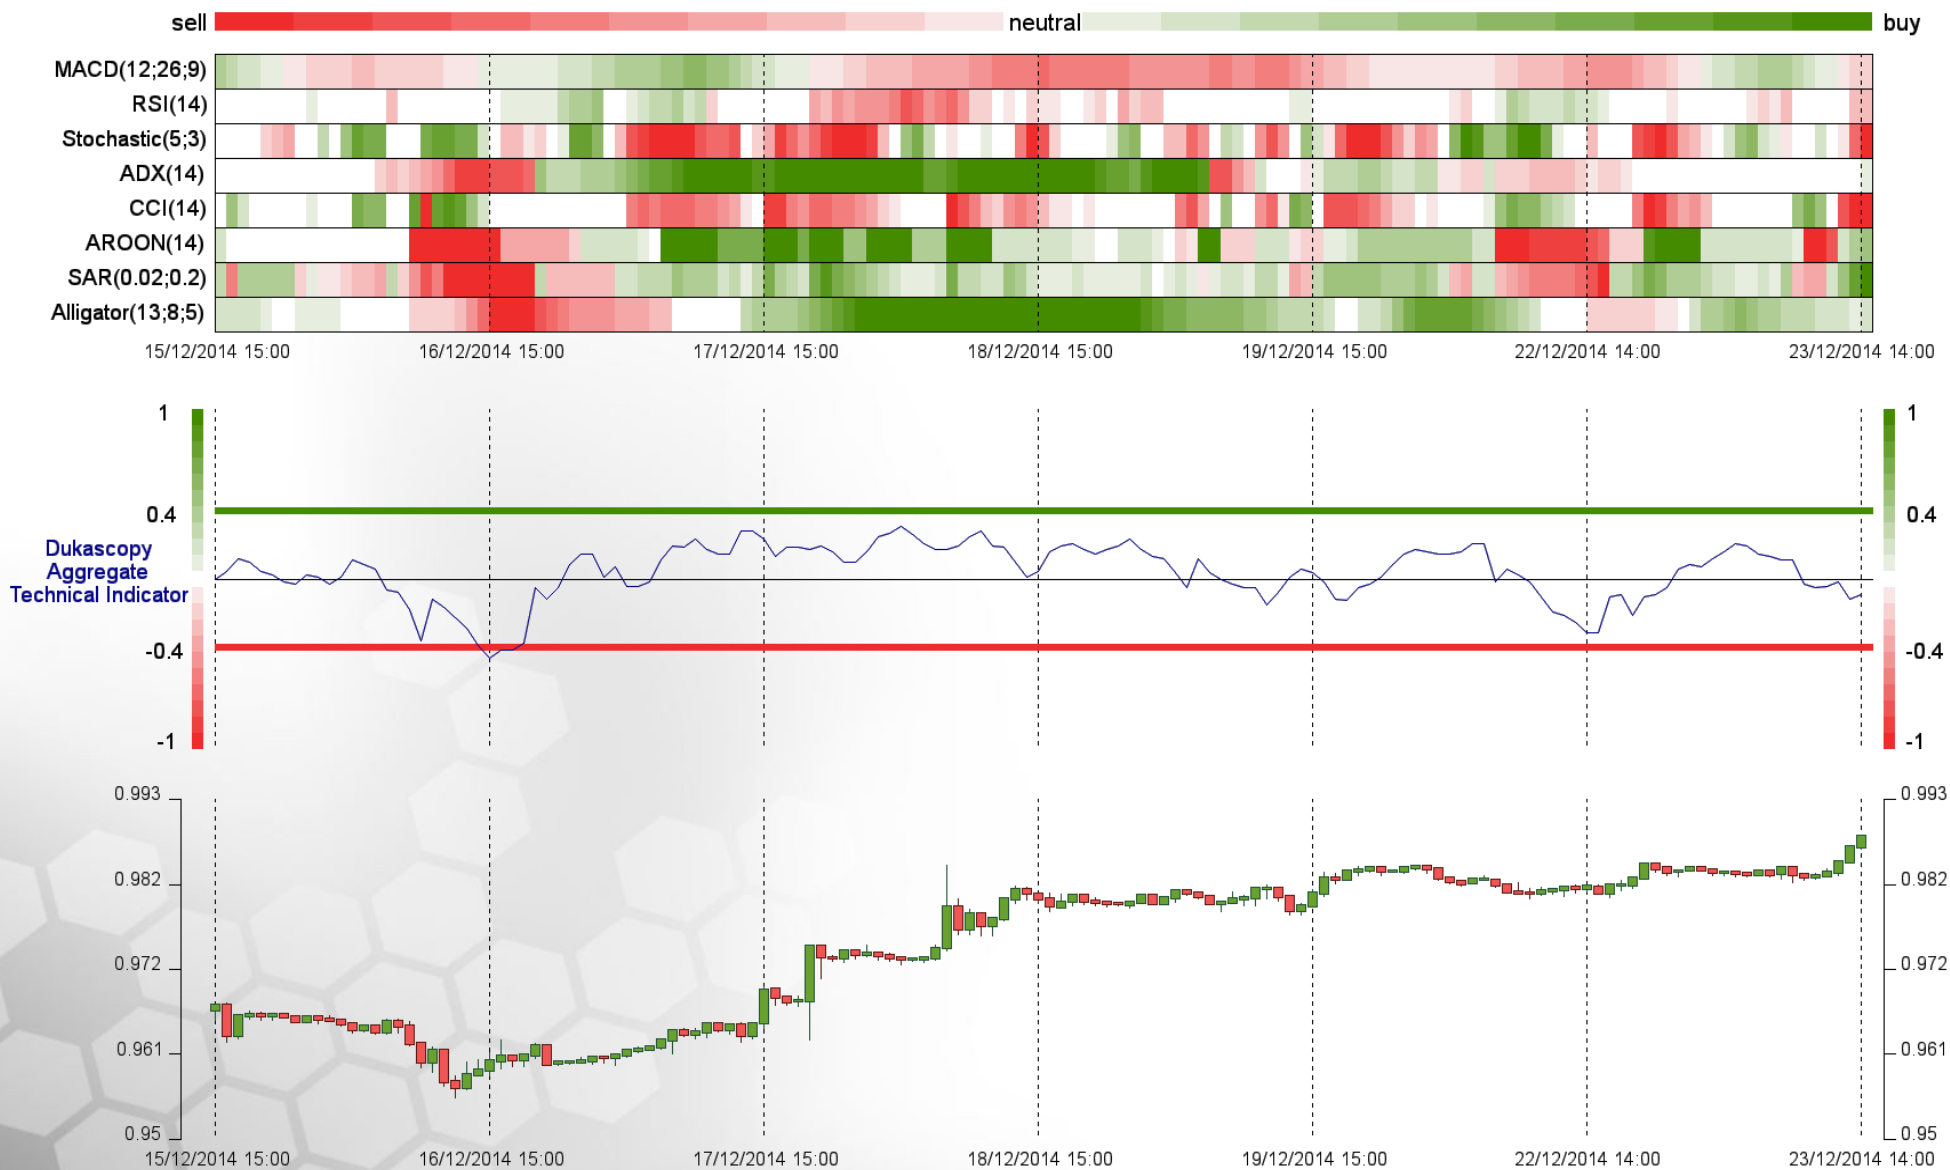 sell neutral buy
MACD(12;26;9)
RSI(14)
Stochastic(5;3)
ADX(14)
CCI(14)
AROON(14)
SAR(0.02;0.2)
Alligator(13;8;5)
15/12/2014 15:00 16/12/2014 15:00 17/12/2014 15:00 18/12/2014 15:00 19/12/2014 15:00 22/12/2014 14:00 23/12/2014 14:00
1 1
0.4 0.4
Dukascopy
Aggregate
Technical Indicator
-0.4 -0.4
-1 -1
0.993 0.993
0.982 0.982
0.972 0.972
0.961 0.961
0.95 0.95
15/12/2014 15:00 16/12/2014 15:00 17/12/2014 15:00 18/12/2014 15:00 19/12/2014 15:00 22/12/2014 14:00 23/12/2014 14:00